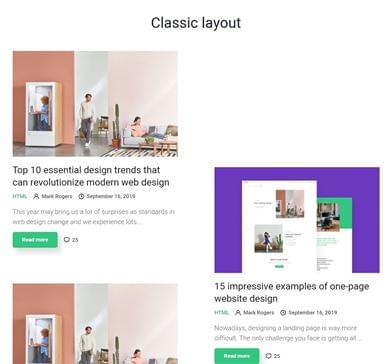 Classic layout
Top 10 essential design trends that
can revolutionize modern web design
HTML Mark Rogers September 16, 2019
This year may bring us a lot of surprises as standards in
web design change and we experience lots...
Read more 25
15 impressive examples of one-page
website design
HTML Mark Rogers September 16, 2019
Nowadays, designing a landing page is way more
difficult. The only challenge you face is getting all...
Read more 25